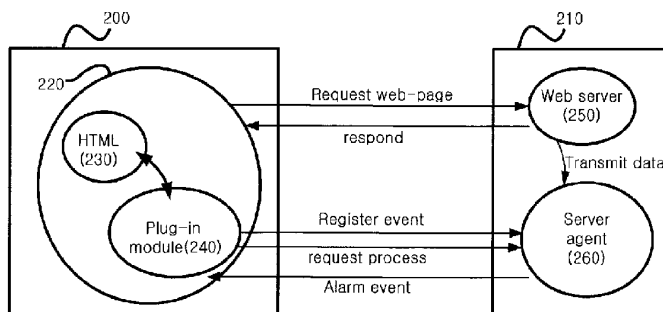 200
210
220
Request web-page
Web server
(250)
respond
HTML
(230)
Transmit data
Plug-in
module(240)
Register event
Server
agent
(260)
request process
Alarm event